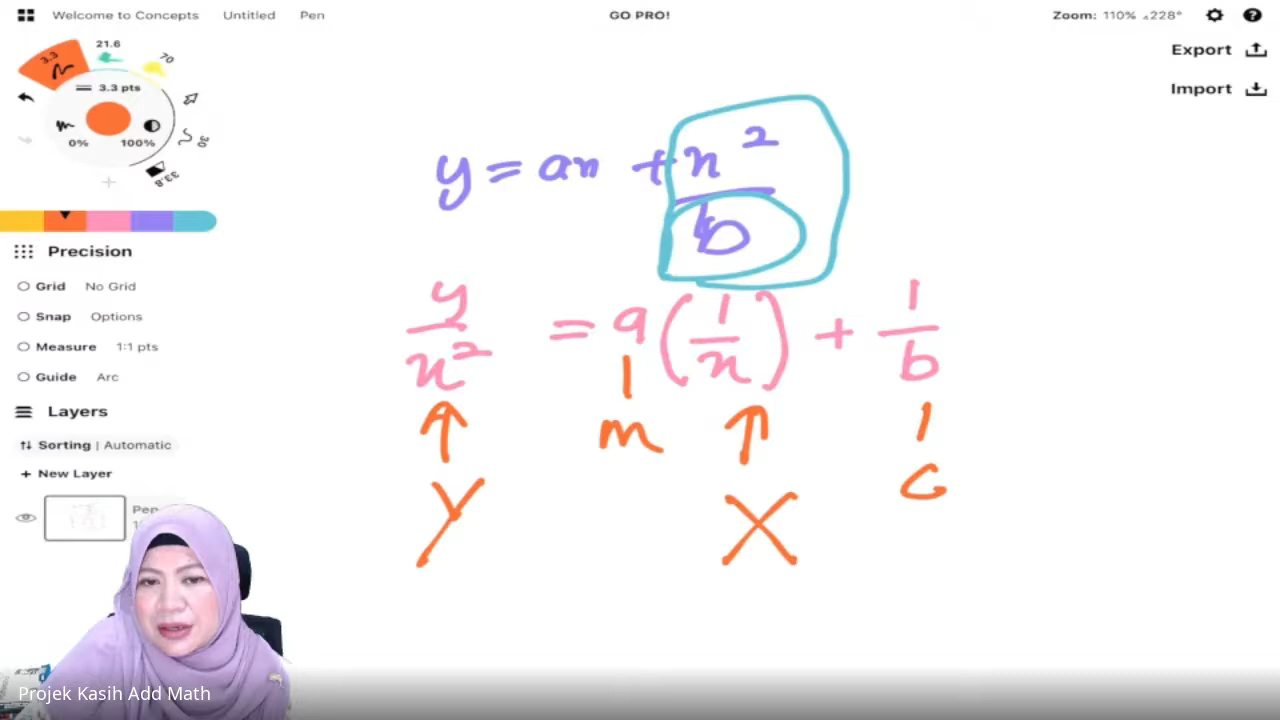 Welcome to Concepts Untitled Pen GO PRO! Zoom: 110% ⊿228°
Export
Import
3.3 21.6 70
3.3 pts
0% 100%
30
33.8
Precision
Grid No Grid
Snap Options
Measure 1:1 pts
Guide Arc
Layers
Sorting | Automatic
+ New Layer
Pen
y = ax + x²/b
y/x² = a(1/x) + 1/b
m
c
Y X
Projek Kasih Add Math